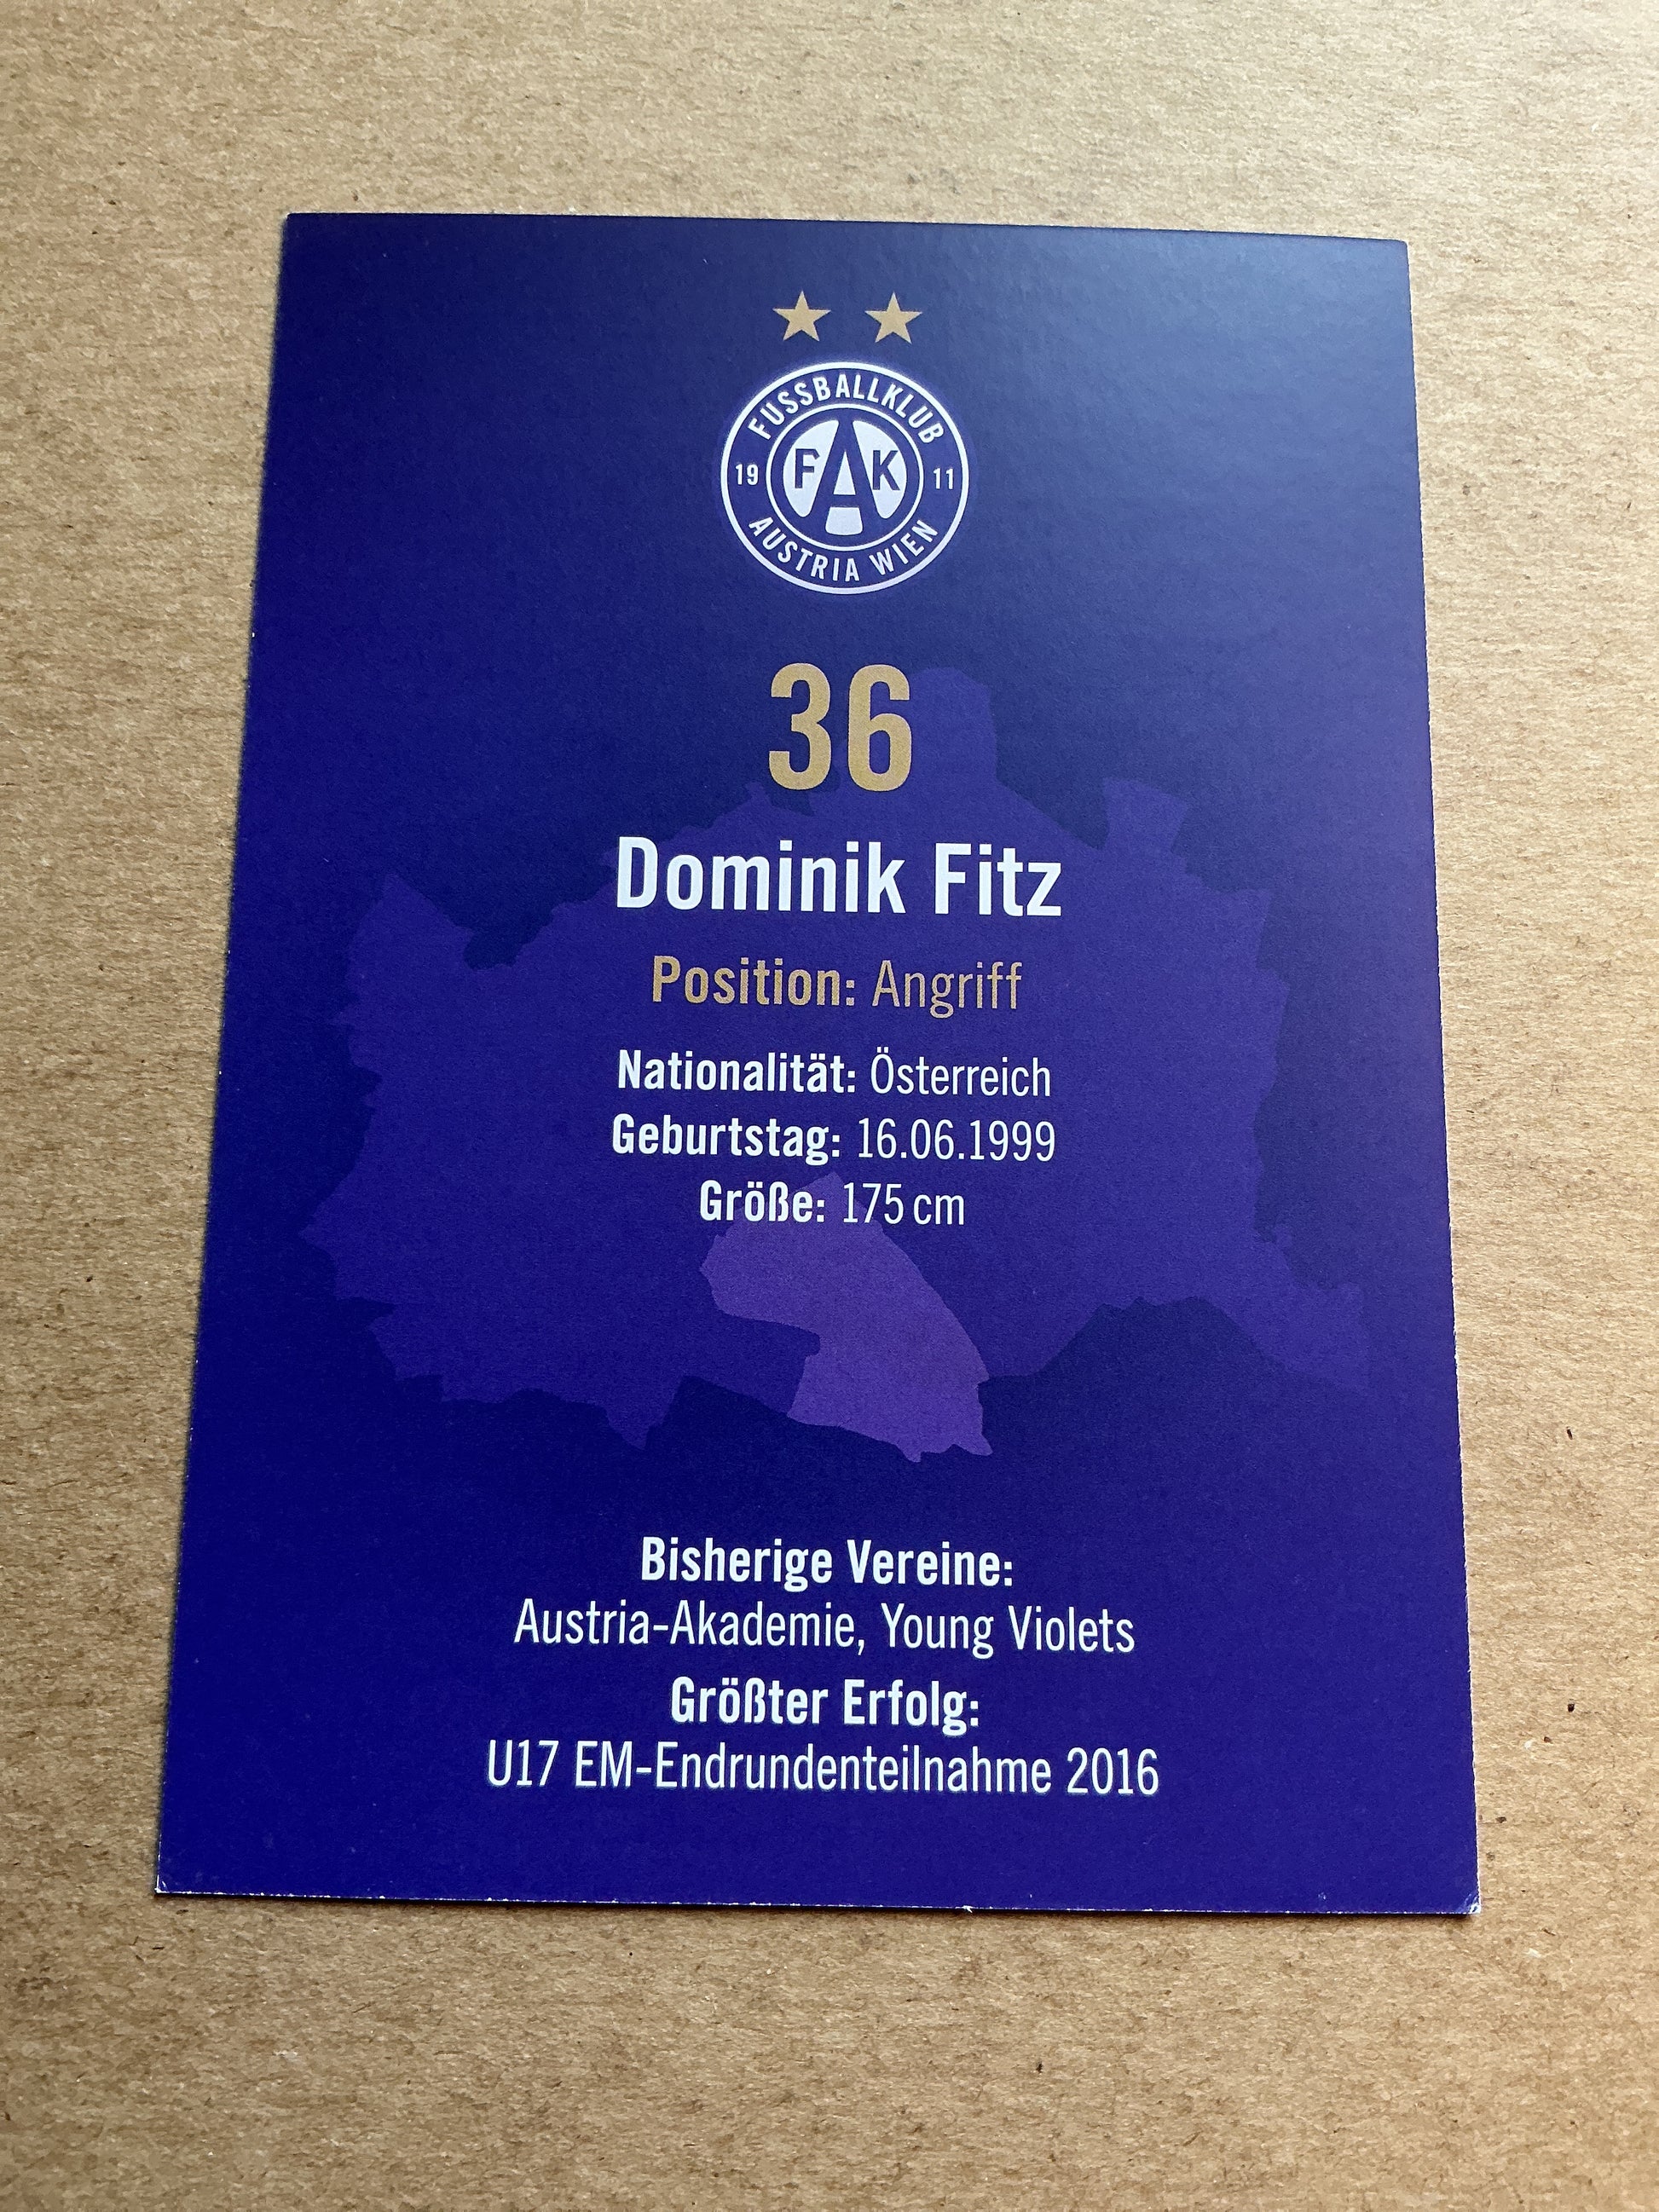 FUSSBALLKLUB
19 FAK 11
AUSTRIA WIEN
36
Dominik Fitz
Position: Angriff
Nationalität: Österreich
Geburtstag: 16.06.1999
Größe: 175 cm
Bisherige Vereine:
Austria-Akademie, Young Violets
Größter Erfolg:
U17 EM-Endrundenteilnahme 2016